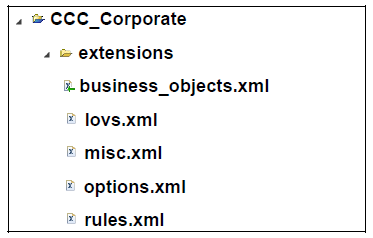 CCC_Corporate
extensions
business_objects.xml
lovs.xml
misc.xml
options.xml
rules.xml